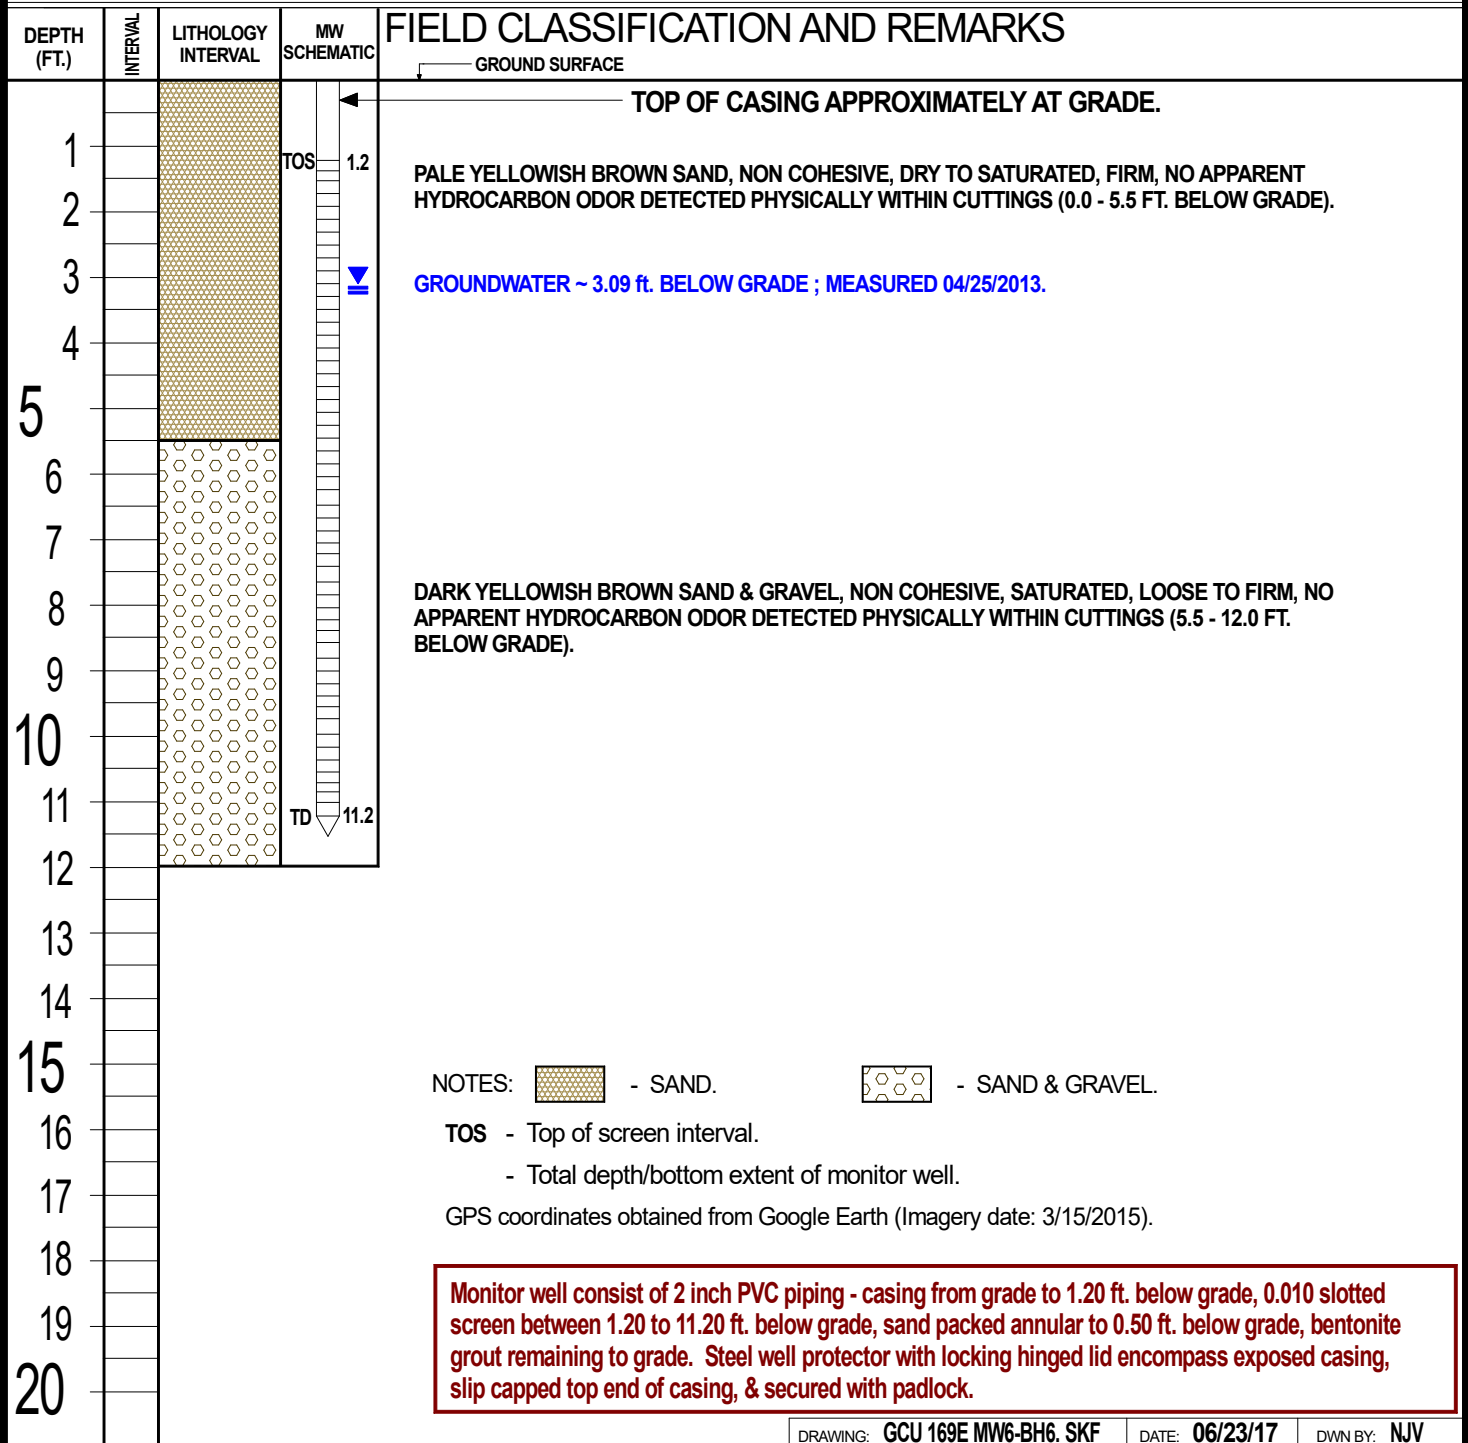 DEPTH
(FT.)
INTERVAL
LITHOLOGY
INTERVAL
MW
SCHEMATIC
FIELD CLASSIFICATION AND REMARKS
GROUND SURFACE
TOP OF CASING APPROXIMATELY AT GRADE.
1
TOS
1.2
PALE YELLOWISH BROWN SAND, NON COHESIVE, DRY TO SATURATED, FIRM, NO APPARENT
HYDROCARBON ODOR DETECTED PHYSICALLY WITHIN CUTTINGS (0.0 - 5.5 FT. BELOW GRADE).
2
3
GROUNDWATER ~ 3.09 ft. BELOW GRADE ; MEASURED 04/25/2013.
4
5
6
7
8
DARK YELLOWISH BROWN SAND & GRAVEL, NON COHESIVE, SATURATED, LOOSE TO FIRM, NO
APPARENT HYDROCARBON ODOR DETECTED PHYSICALLY WITHIN CUTTINGS (5.5 - 12.0 FT.
BELOW GRADE).
9
10
11
TD
11.2
12
13
14
15
NOTES: - SAND. - SAND & GRAVEL.
16
TOS - Top of screen interval.
- Total depth/bottom extent of monitor well.
17
GPS coordinates obtained from Google Earth (Imagery date: 3/15/2015).
18
19
20
Monitor well consist of 2 inch PVC piping - casing from grade to 1.20 ft. below grade, 0.010 slotted
screen between 1.20 to 11.20 ft. below grade, sand packed annular to 0.50 ft. below grade, bentonite
grout remaining to grade. Steel well protector with locking hinged lid encompass exposed casing,
slip capped top end of casing, & secured with padlock.
DRAWING: GCU 169E MW6-BH6. SKF DATE: 06/23/17 DWN BY: NJV